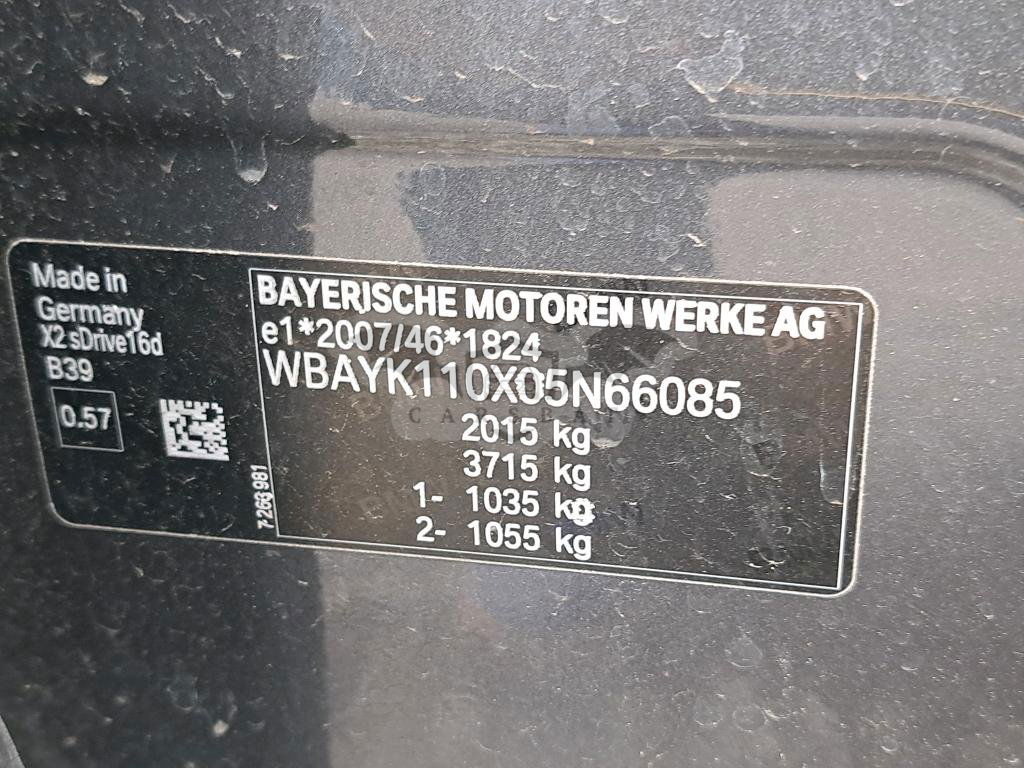 Made in
Germany
X2 sDrive16d
B39
0.57
7 263 981
BAYERISCHE MOTOREN WERKE AG
e1*2007/46*1824
WBAYK110X05N66085
CARSBAT
2015 kg
3715 kg
1- 1035 kg
2- 1055 kg